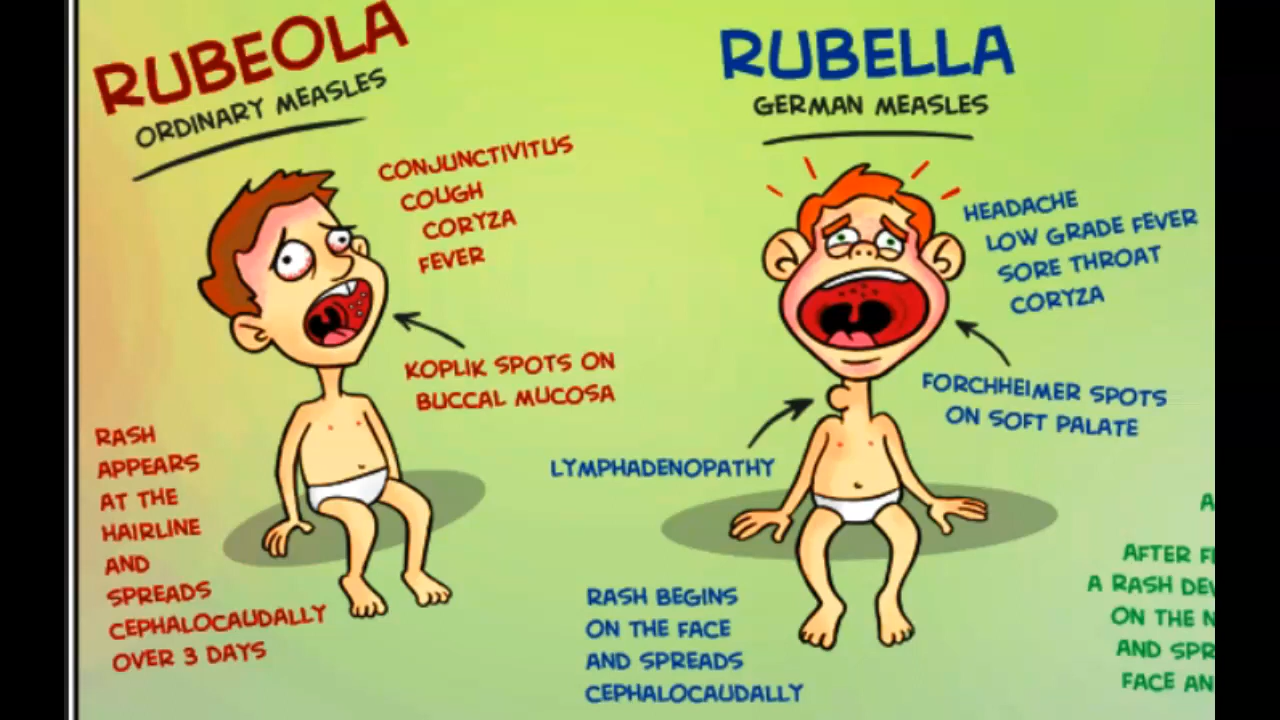 RUBEOLA
ORDINARY MEASLES
CONJUNCTIVITUS
COUGH
CORYZA
FEVER
KOPLIK SPOTS ON
BUCCAL MUCOSA
RASH
APPEARS
AT THE
HAIRLINE
AND
SPREADS
CEPHALOCAUDALLY
OVER 3 DAYS
RUBELLA
GERMAN MEASLES
HEADACHE
LOW GRADE FEVER
SORE THROAT
CORYZA
FORCHHEIMER SPOTS
ON SOFT PALATE
LYMPHADENOPATHY
RASH BEGINS
ON THE FACE
AND SPREADS
CEPHALOCAUDALLY
AFTER
A RASH
ON THE
AND
FACE